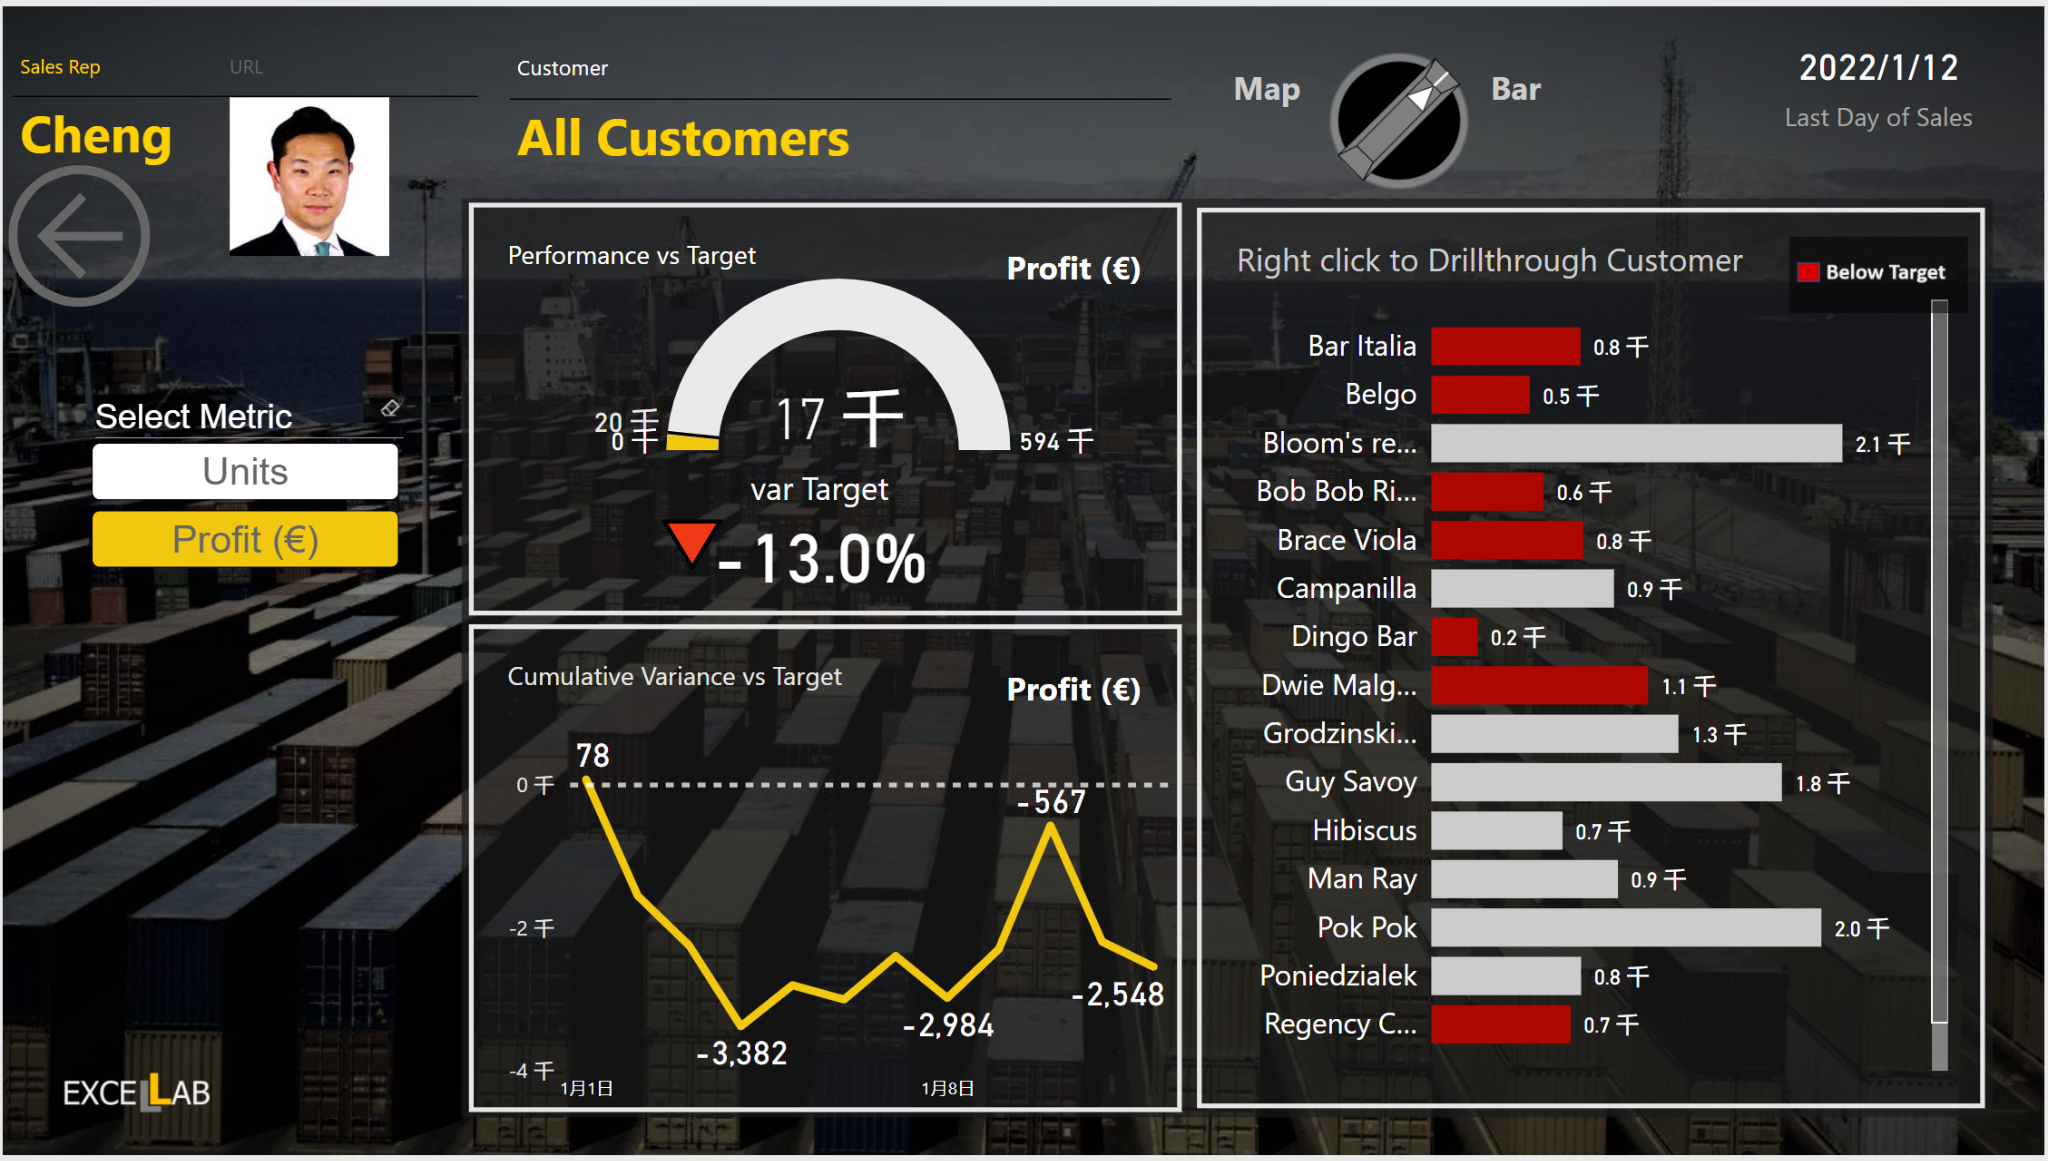 Sales Rep
URL
Cheng
Customer
All Customers
Map
Bar
2022/1/12
Last Day of Sales
Select Metric
Units
Profit (€)
Performance vs Target
Profit (€)
20 千
0 千
17 千
594 千
var Target
-13.0%
Cumulative Variance vs Target
Profit (€)
78
0 千
-567
-2 千
-2,548
-2,984
-3,382
-4 千
1月1日
1月8日
Right click to Drillthrough Customer
Below Target
Bar Italia 0.8 千
Belgo 0.5 千
Bloom's re... 2.1 千
Bob Bob Ri... 0.6 千
Brace Viola 0.8 千
Campanilla 0.9 千
Dingo Bar 0.2 千
Dwie Malg... 1.1 千
Grodzinski... 1.3 千
Guy Savoy 1.8 千
Hibiscus 0.7 千
Man Ray 0.9 千
Pok Pok 2.0 千
Poniedzialek 0.8 千
Regency C... 0.7 千
EXCELLAB